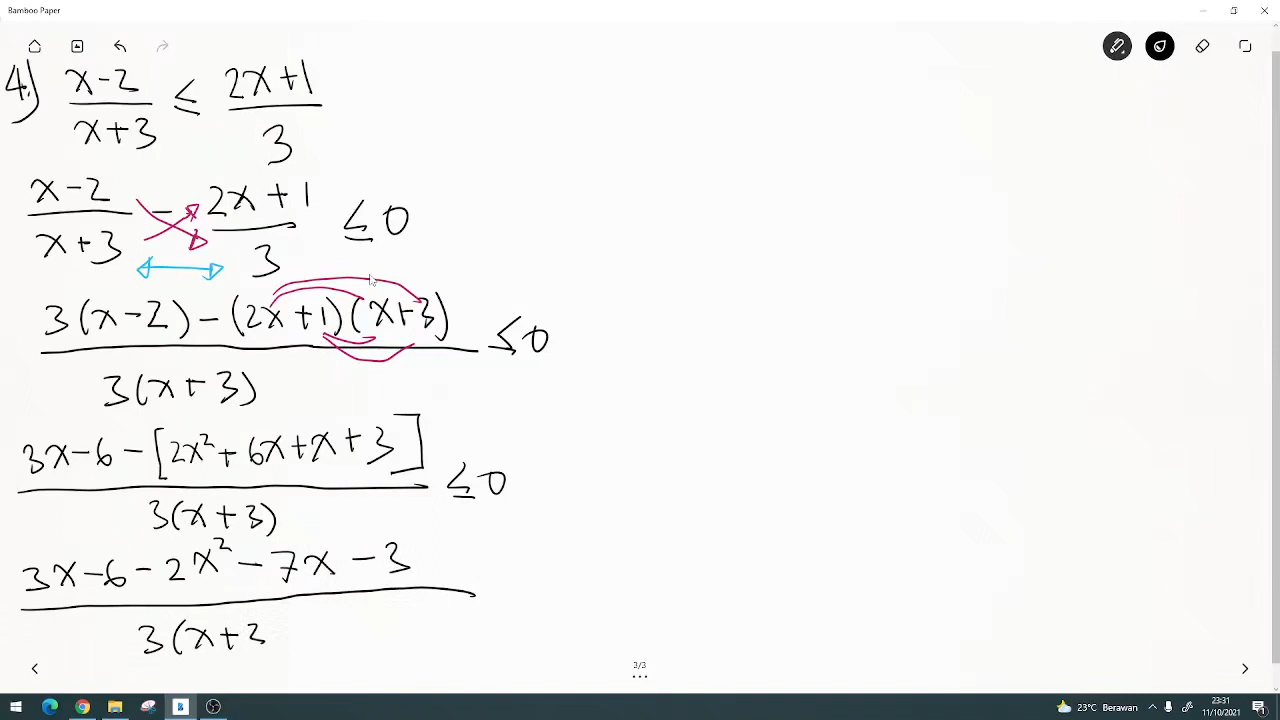 Bamboo Paper
4.) x-2/x+3 ≤ 2x+1/3
x-2/x+3 - 2x+1/3 ≤ 0
3(x-2)-(2x+1)(x+3)/3(x+3) ≤ 0
3x-6-[2x²+6x+x+3]/3(x+3) ≤ 0
3x-6-2x²-7x-3
3(x+3
3/3
23°C Berawan
23:31
11/10/2021